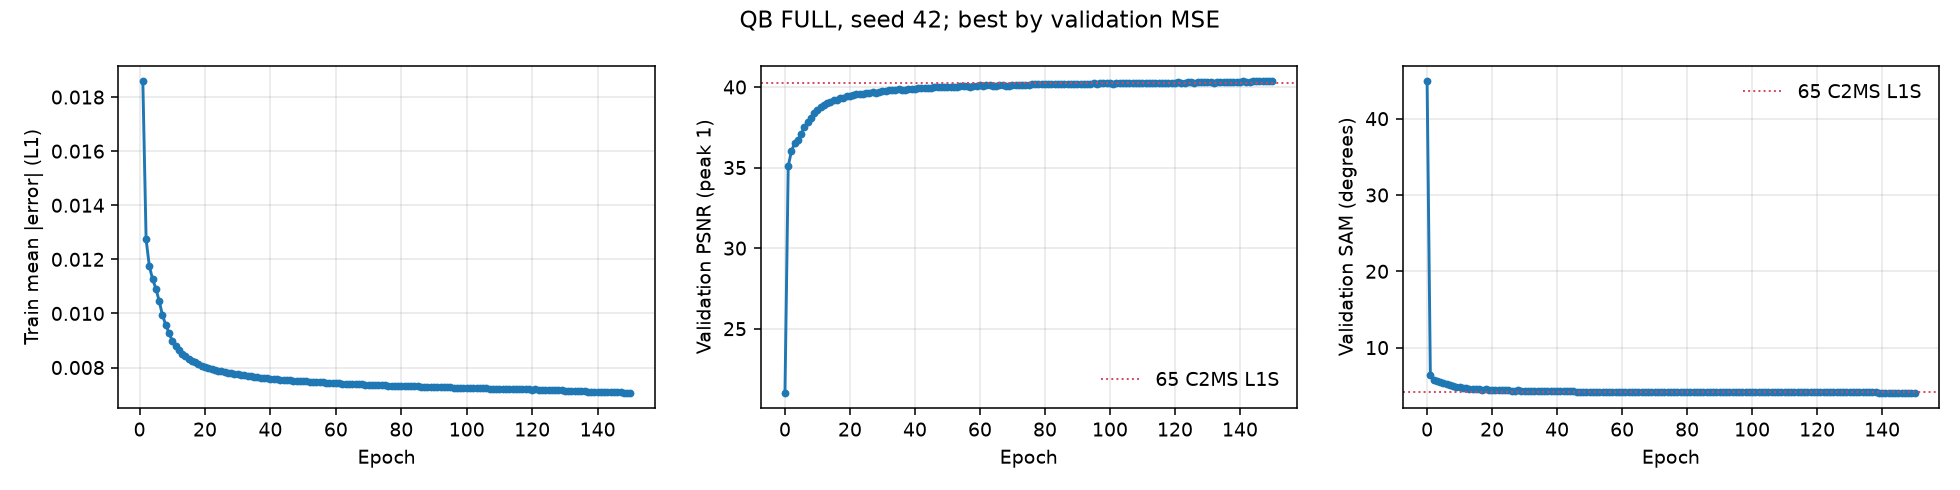 QB FULL, seed 42; best by validation MSE
Train mean |error| (L1)
0.018
0.016
0.014
0.012
0.010
0.008
0 20 40 60 80 100 120 140
Epoch
Validation PSNR (peak 1)
40
35
30
25
65 C2MS L1S
0 20 40 60 80 100 120 140
Epoch
Validation SAM (degrees)
40
30
20
10
65 C2MS L1S
0 20 40 60 80 100 120 140
Epoch